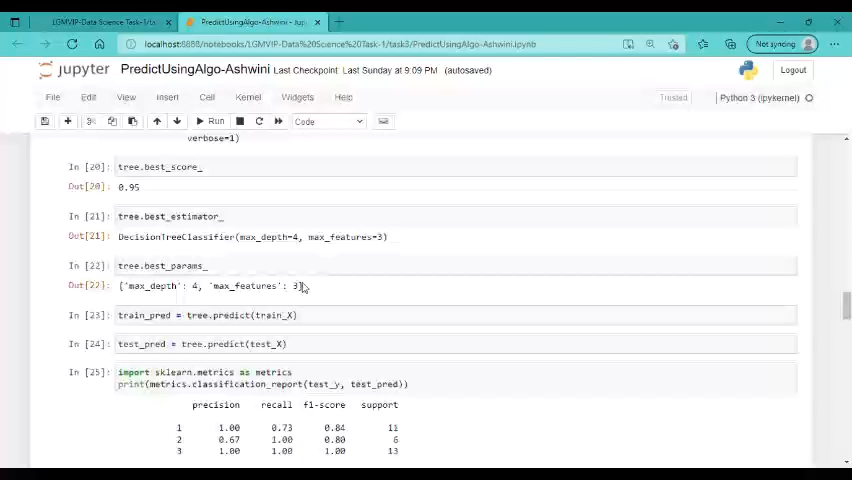 LGMVIP-Data Science Task-1/ta
PredictUsingAlgo-Ashwini - Jup
localhost:8888/notebooks/LGMVIP-Data%20Science%20Task-1/task3/PredictUsingAlgo-Ashwini.ipynb
Not syncing
jupyter PredictUsingAlgo-Ashwini Last Checkpoint: Last Sunday at 9:09 PM (autosaved)
Logout
File Edit View Insert Cell Kernel Widgets Help
Trusted
Python 3 (ipykernel)
Run
Code
verbose=1)
In [20]: tree.best_score_
Out[20]: 0.95
In [21]: tree.best_estimator_
Out[21]: DecisionTreeClassifier(max_depth=4, max_features=3)
In [22]: tree.best_params_
Out[22]: {'max_depth': 4, 'max_features': 3}
In [23]: train_pred = tree.predict(train_X)
In [24]: test_pred = tree.predict(test_X)
In [25]: import sklearn.metrics as metrics
print(metrics.classification_report(test_y, test_pred))
precision recall f1-score support
1 1.00 0.73 0.84 11
2 0.67 1.00 0.80 6
3 1.00 1.00 1.00 13